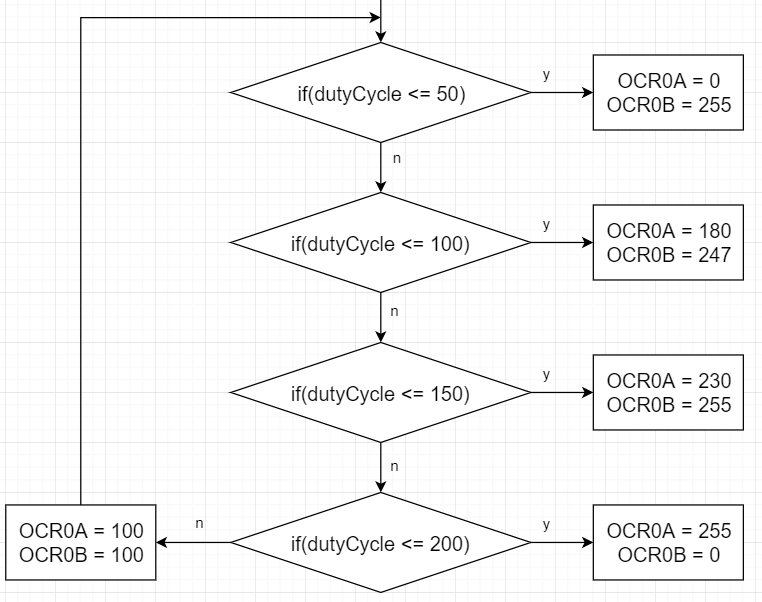 if(dutyCycle <= 50)
y
OCR0A = 0
OCR0B = 255
n
if(dutyCycle <= 100)
y
OCR0A = 180
OCR0B = 247
n
if(dutyCycle <= 150)
y
OCR0A = 230
OCR0B = 255
n
OCR0A = 100
OCR0B = 100
n
if(dutyCycle <= 200)
y
OCR0A = 255
OCR0B = 0